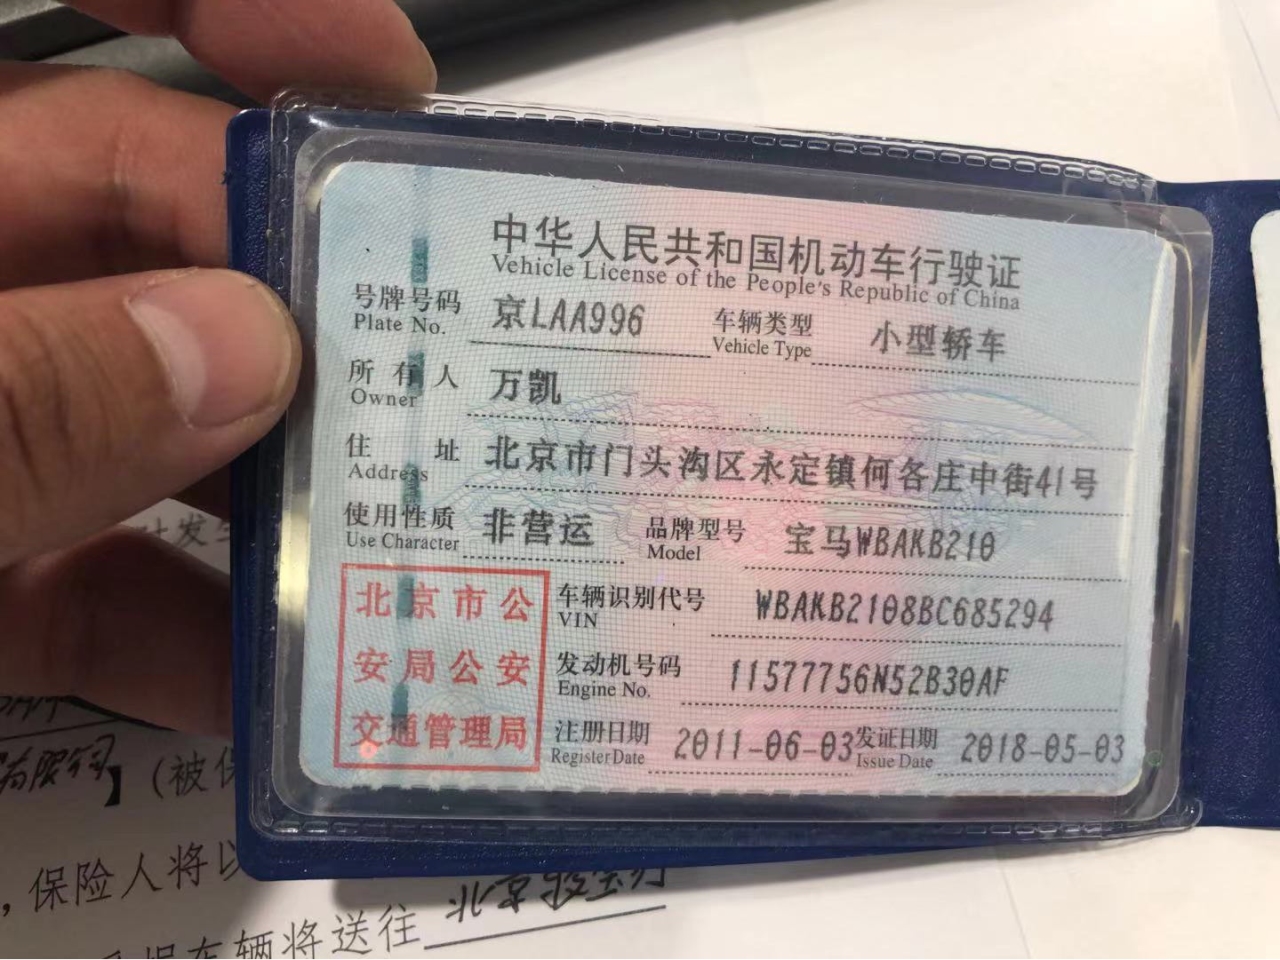 中华人民共和国机动车行驶证
Vehicle License of the People's Republic of China
号牌号码 京LAA996 车辆类型 小型轿车
Plate No. Vehicle Type
所有人 万凯
Owner
住址 北京市门头沟区永定镇何各庄中街41号
Address
使用性质 非营运 品牌型号 宝马WBAKB210
Use Character Model
北京市公
安局公安
交通管理局
车辆识别代号 WBAKB2108BC685294
VIN
发动机号码 11577756N52B30AF
Engine No.
注册日期 2011-06-03 发证日期 2018-05-03
Register Date Issue Date
发生
】(被保
,保险人将以
车辆将送往